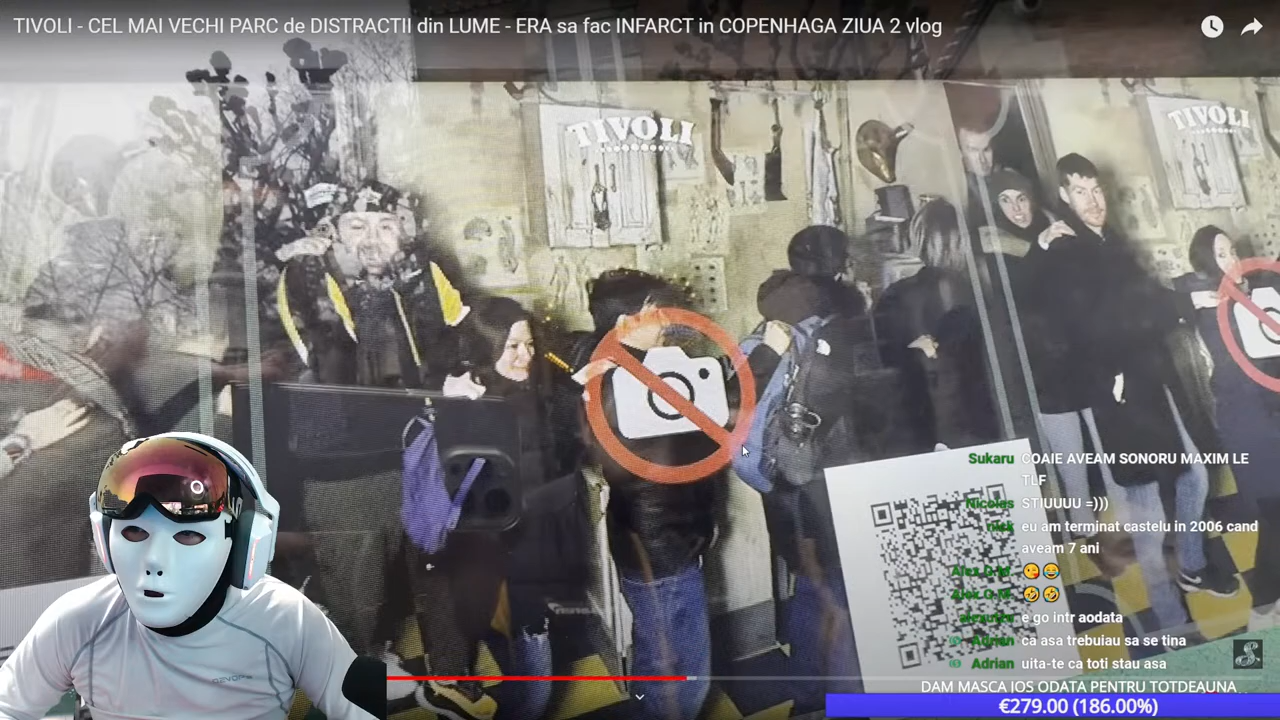 TIVOLI - CEL MAI VECHI PARC de DISTRACTII din LUME - ERA sa fac INFARCT in COPENHAGA ZIUA 2 vlog
TIVOLI
TIVOLI
Sukaru COAIE AVEAM SONORU MAXIM LE
TLF
Nicolas STIUUUU =)))
eu am terminat castelu in 2006 cand
aveam 7 ani
Alex G.M. 😘😂
Alex G.M. 🤣🤣
e go intr aodata
Adrian ca asa trebuiau sa se tina
Adrian uita-te ca toti stau asa
DAM MASCA JOS ODATA PENTRU TOTDEAUNA
€279.00 (186.00%)